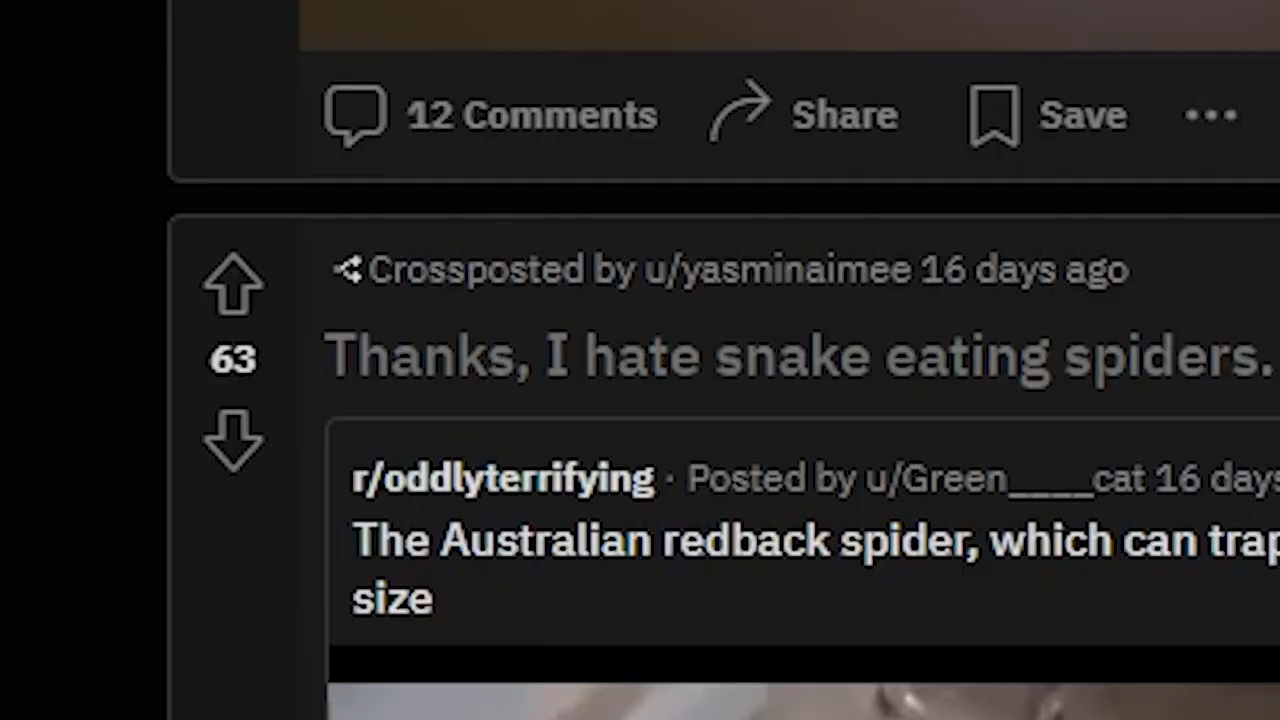 12 Comments Share Save
Crossposted by u/yasminaimee 16 days ago
63
Thanks, I hate snake eating spiders.
r/oddlyterrifying · Posted by u/Green____cat 16 days
The Australian redback spider, which can trap
size